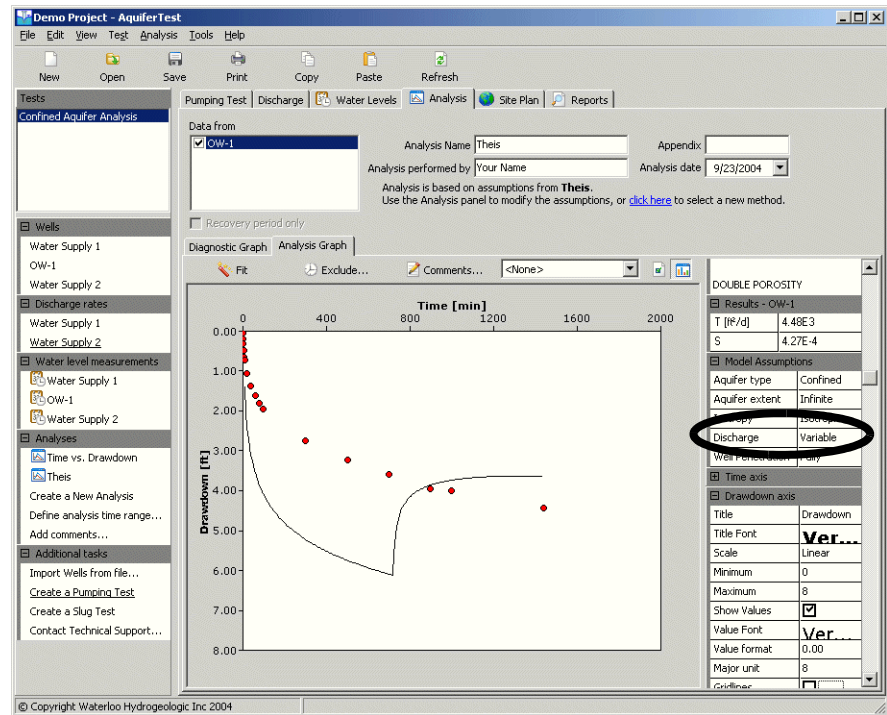 Demo Project - AquiferTest
File Edit View Test Analysis Tools Help
New Open Save Print Copy Paste Refresh
Tests
Confined Aquifer Analysis
Pumping Test Discharge Water Levels Analysis Site Plan Reports
Data from
OW-1
Analysis Name Theis Appendix
Analysis performed by Your Name Analysis date 9/23/2004
Analysis is based on assumptions from Theis.
Use the Analysis panel to modify the assumptions, or click here to select a new method.
Recovery period only
Wells
Water Supply 1
OW-1
Water Supply 2
Discharge rates
Water Supply 1
Water Supply 2
Water level measurements
Water Supply 1
OW-1
Water Supply 2
Analyses
Time vs. Drawdown
Theis
Create a New Analysis
Define analysis time range...
Add comments...
Additional tasks
Import Wells from file...
Create a Pumping Test
Create a Slug Test
Contact Technical Support...
Diagnostic Graph Analysis Graph
Fit Exclude... Comments... <None>
Time [min]
0 400 800 1200 1600 2000
Drawdown [ft]
0.00
1.00
2.00
3.00
4.00
5.00
6.00
7.00
8.00
DOUBLE POROSITY
Results - OW-1
T [ft²/d] 4.48E3
S 4.27E-4
Model Assumptions
Aquifer type Confined
Aquifer extent Infinite
Discharge Variable
Well Penetration Fully
Time axis
Drawdown axis
Title Drawdown
Title Font Ver...
Scale Linear
Minimum 0
Maximum 8
Show Values
Value Font Ver...
Value format 0.00
Major unit 8
Gridlines
© Copyright Waterloo Hydrogeologic Inc 2004